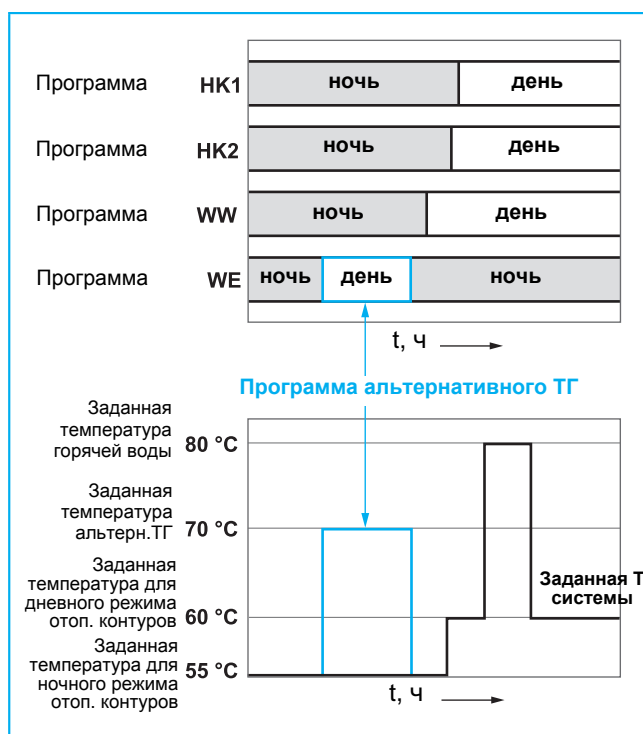 Программа HK1 ночь день
Программа HK2 ночь день
Программа WW ночь день
Программа WE ночь день ночь
t, ч
Программа альтернативного ТГ
Заданная
температура
горячей воды
80 °C
Заданная
температура
альтерн.ТГ
70 °C
Заданная
температура для
дневного режима
отоп. контуров
60 °C
Заданная Т
системы
Заданная
температура для
ночного режима
отоп. контуров
55 °C
t, ч